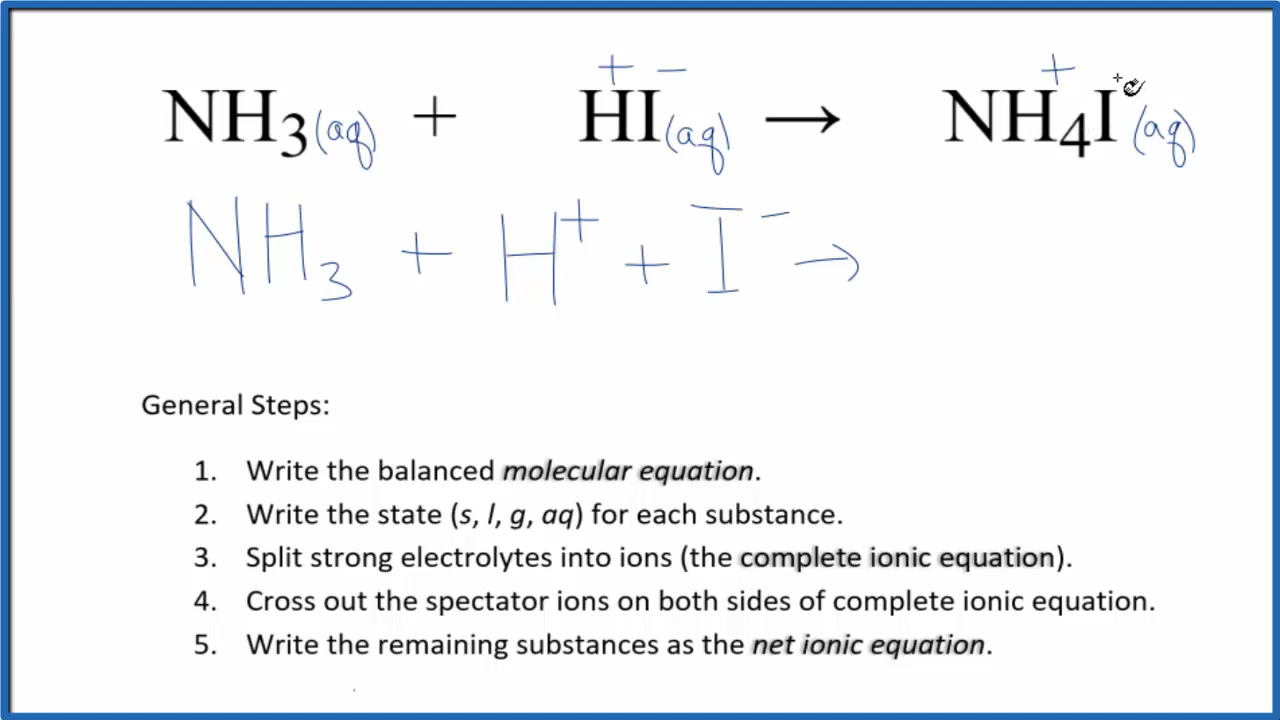 + − +
NH₃(aq) + HI(aq) → NH₄I(aq)
NH₃ + H⁺ + I⁻ →
General Steps:
1. Write the balanced molecular equation.
2. Write the state (s, l, g, aq) for each substance.
3. Split strong electrolytes into ions (the complete ionic equation).
4. Cross out the spectator ions on both sides of complete ionic equation.
5. Write the remaining substances as the net ionic equation.